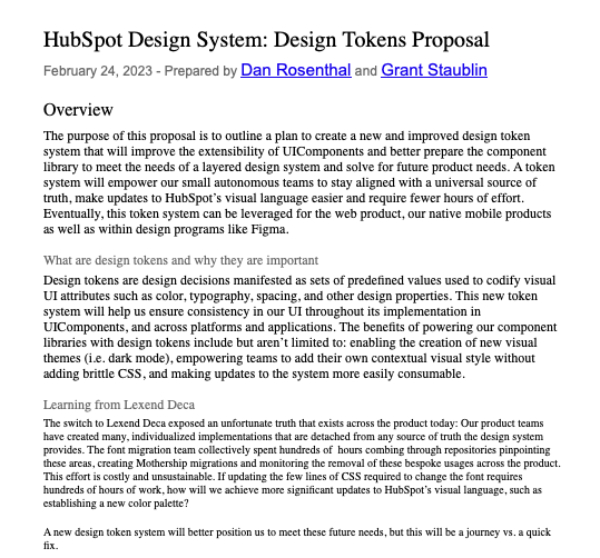 HubSpot Design System: Design Tokens Proposal
February 24, 2023 - Prepared by Dan Rosenthal and Grant Staublin
Overview
The purpose of this proposal is to outline a plan to create a new and improved design token
system that will improve the extensibility of UIComponents and better prepare the component
library to meet the needs of a layered design system and solve for future product needs. A token
system will empower our small autonomous teams to stay aligned with a universal source of
truth, make updates to HubSpot's visual language easier and require fewer hours of effort.
Eventually, this token system can be leveraged for the web product, our native mobile products
as well as within design programs like Figma.
What are design tokens and why they are important
Design tokens are design decisions manifested as sets of predefined values used to codify visual
UI attributes such as color, typography, spacing, and other design properties. This new token
system will help us ensure consistency in our UI throughout its implementation in
UIComponents, and across platforms and applications. The benefits of powering our component
libraries with design tokens include but aren't limited to: enabling the creation of new visual
themes (i.e. dark mode), empowering teams to add their own contextual visual style without
adding brittle CSS, and making updates to the system more easily consumable.
Learning from Lexend Deca
The switch to Lexend Deca exposed an unfortunate truth that exists across the product today: Our product teams
have created many, individualized implementations that are detached from any source of truth the design system
provides. The font migration team collectively spent hundreds of hours combing through repositories pinpointing
these areas, creating Mothership migrations and monitoring the removal of these bespoke usages across the product.
This effort is costly and unsustainable. If updating the few lines of CSS required to change the font requires
hundreds of hours of work, how will we achieve more significant updates to HubSpot's visual language, such as
establishing a new color palette?
A new design token system will better position us to meet these future needs, but this will be a journey vs. a quick
fix.